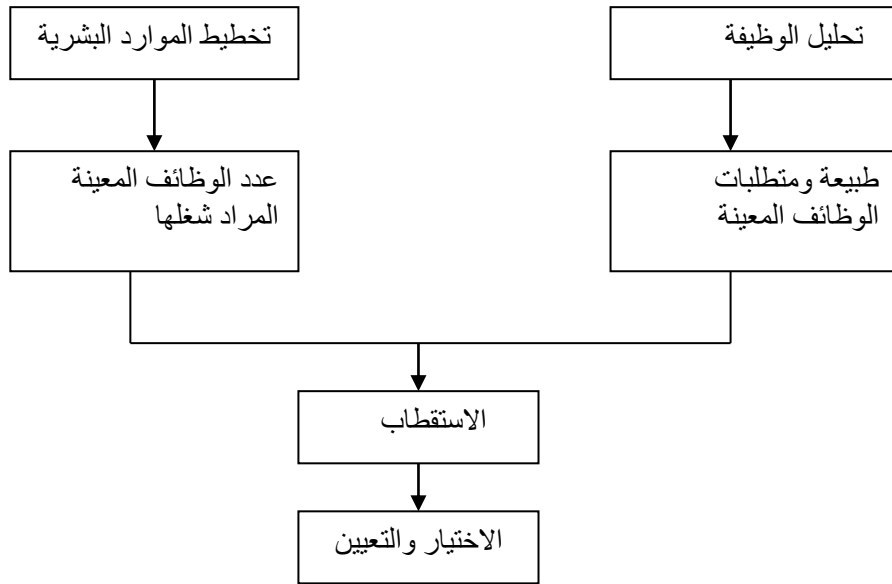 تحليل الوظيفة
تخطيط الموارد البشرية
طبيعة ومتطلبات
الوظائف المعينة
عدد الوظائف المعينة
المراد شغلها
الاستقطاب
الاختيار والتعيين